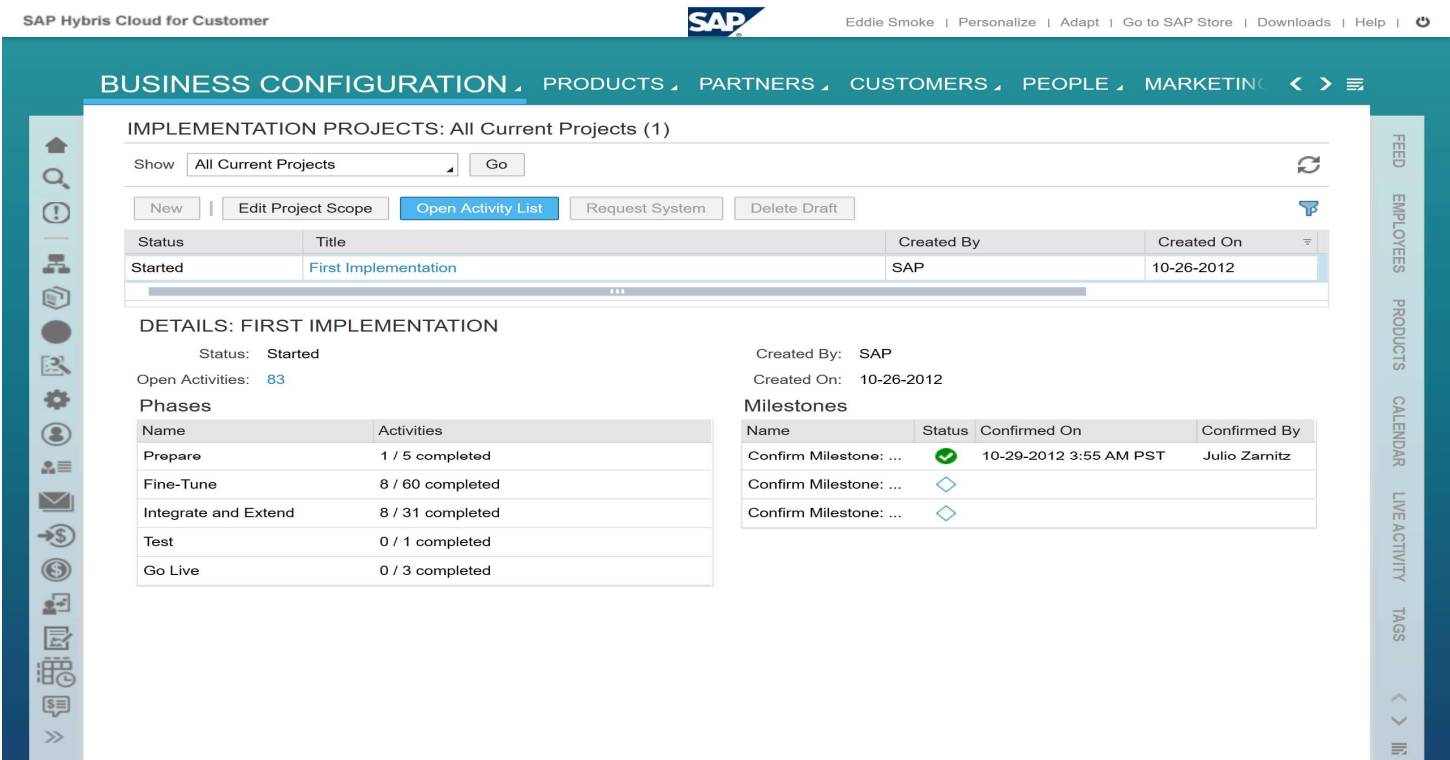 SAP Hybris Cloud for Customer
SAP
Eddie Smoke | Personalize | Adapt | Go to SAP Store | Downloads | Help |
BUSINESS CONFIGURATION PRODUCTS PARTNERS CUSTOMERS PEOPLE MARKETING
IMPLEMENTATION PROJECTS: All Current Projects (1)
Show All Current Projects Go
New | Edit Project Scope Open Activity List Request System Delete Draft
Status Title Created By Created On
Started First Implementation SAP 10-26-2012
DETAILS: FIRST IMPLEMENTATION
Status: Started Created By: SAP
Open Activities: 83 Created On: 10-26-2012
Phases
Name Activities
Prepare 1 / 5 completed
Fine-Tune 8 / 60 completed
Integrate and Extend 8 / 31 completed
Test 0 / 1 completed
Go Live 0 / 3 completed
Milestones
Name Status Confirmed On Confirmed By
Confirm Milestone: ... 10-29-2012 3:55 AM PST Julio Zarnitz
Confirm Milestone: ...
Confirm Milestone: ...
FEED
EMPLOYEES
PRODUCTS
CALENDAR
LIVE ACTIVITY
TAGS